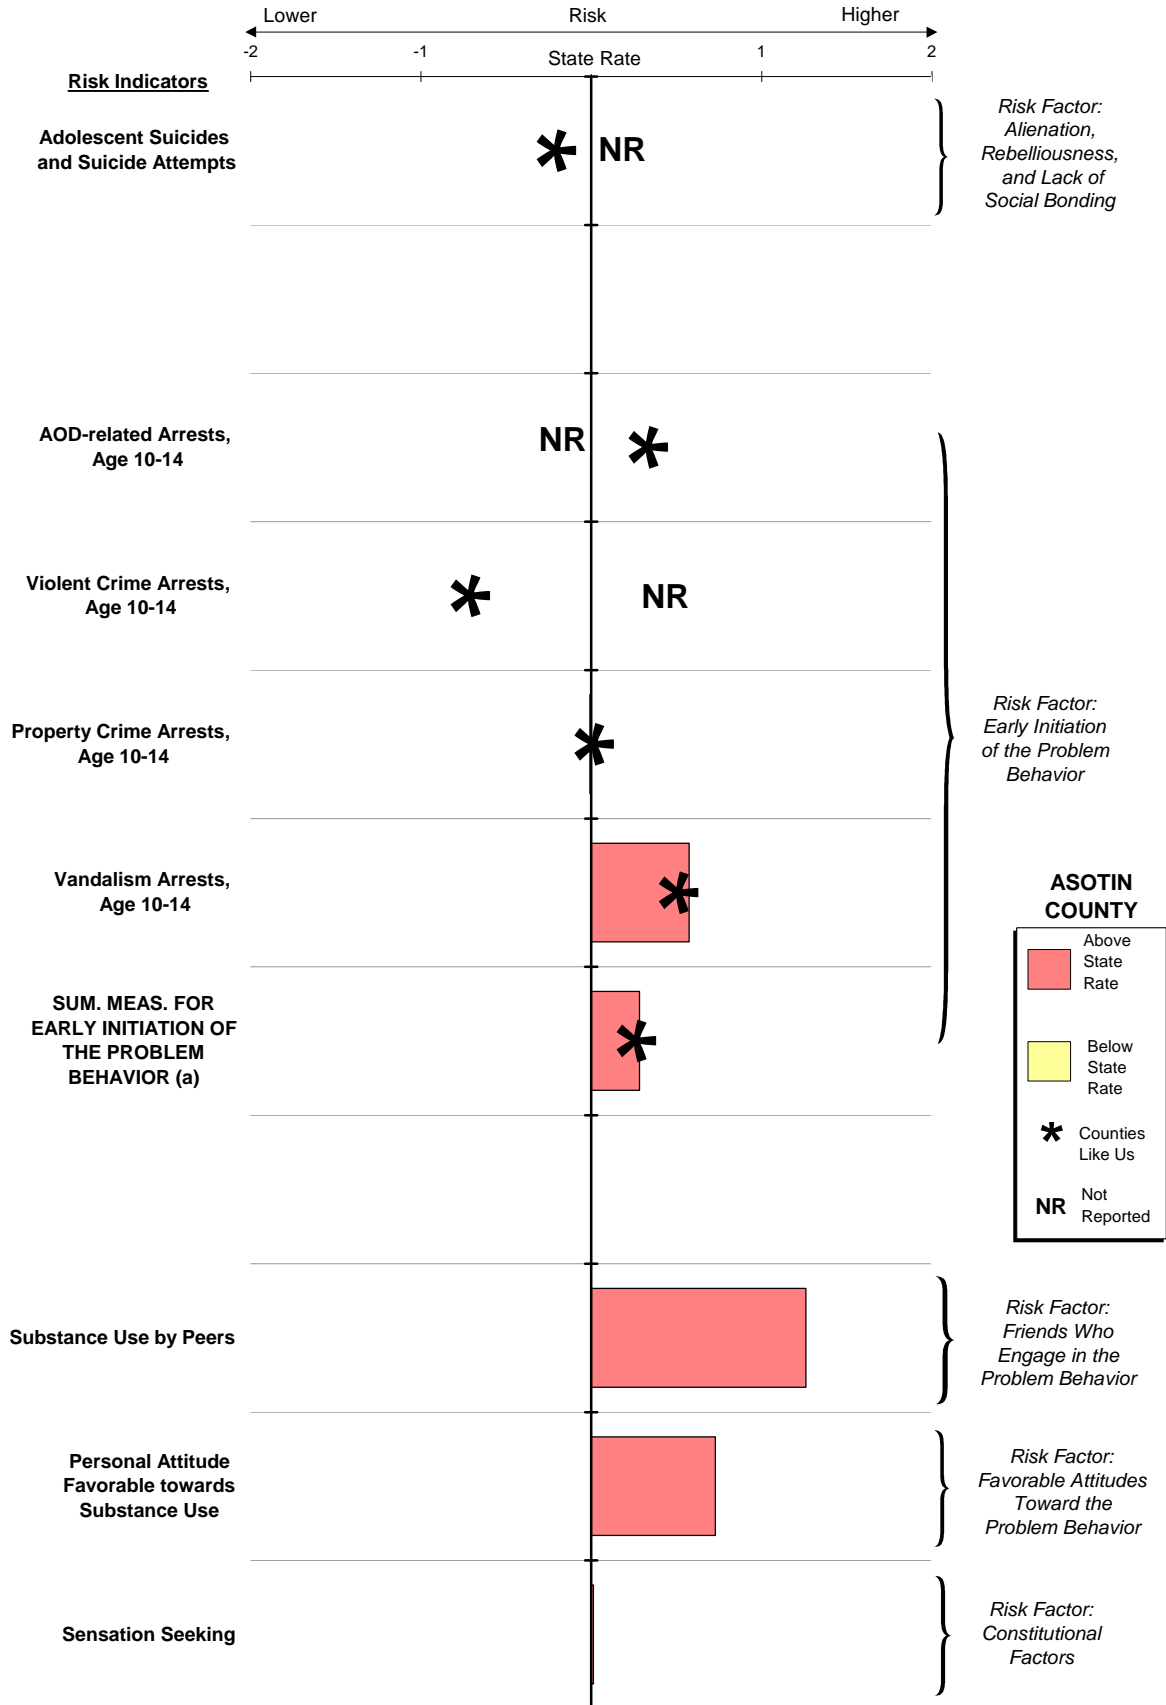 Lower Risk Higher
-2 -1 State Rate 1 2
Risk Indicators
Adolescent Suicides
and Suicide Attempts
* NR
Risk Factor:
Alienation,
Rebelliousness,
and Lack of
Social Bonding
AOD-related Arrests,
Age 10-14
NR *
Violent Crime Arrests,
Age 10-14
* NR
Property Crime Arrests,
Age 10-14
*
Risk Factor:
Early Initiation
of the Problem
Behavior
Vandalism Arrests,
Age 10-14
*
SUM. MEAS. FOR
EARLY INITIATION OF
THE PROBLEM
BEHAVIOR (a)
*
ASOTIN
COUNTY
Above
State
Rate
Below
State
Rate
* Counties
Like Us
NR Not
Reported
Substance Use by Peers
Risk Factor:
Friends Who
Engage in the
Problem Behavior
Personal Attitude
Favorable towards
Substance Use
Risk Factor:
Favorable Attitudes
Toward the
Problem Behavior
Sensation Seeking
Risk Factor:
Constitutional
Factors